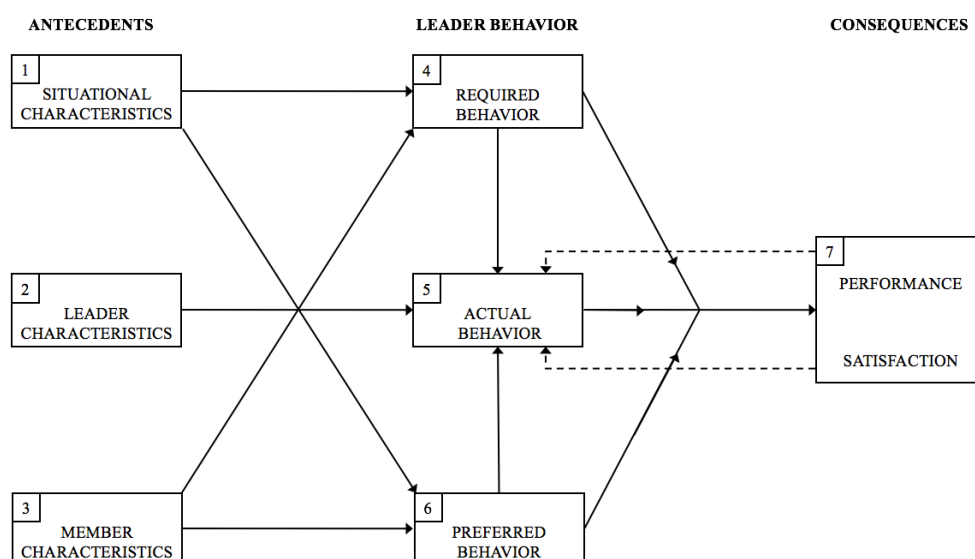 ANTECEDENTS
LEADER BEHAVIOR
CONSEQUENCES
1
SITUATIONAL
CHARACTERISTICS
4
REQUIRED
BEHAVIOR
7
PERFORMANCE
SATISFACTION
2
LEADER
CHARACTERISTICS
5
ACTUAL
BEHAVIOR
3
MEMBER
CHARACTERISTICS
6
PREFERRED
BEHAVIOR